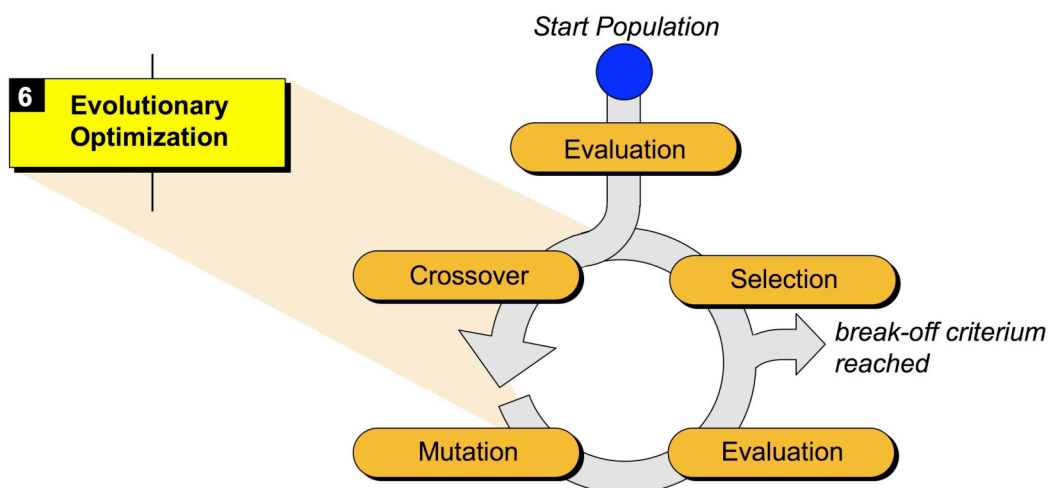 Start Population
6
Evolutionary
Optimization
Evaluation
Crossover
Selection
break-off criterium
reached
Mutation
Evaluation